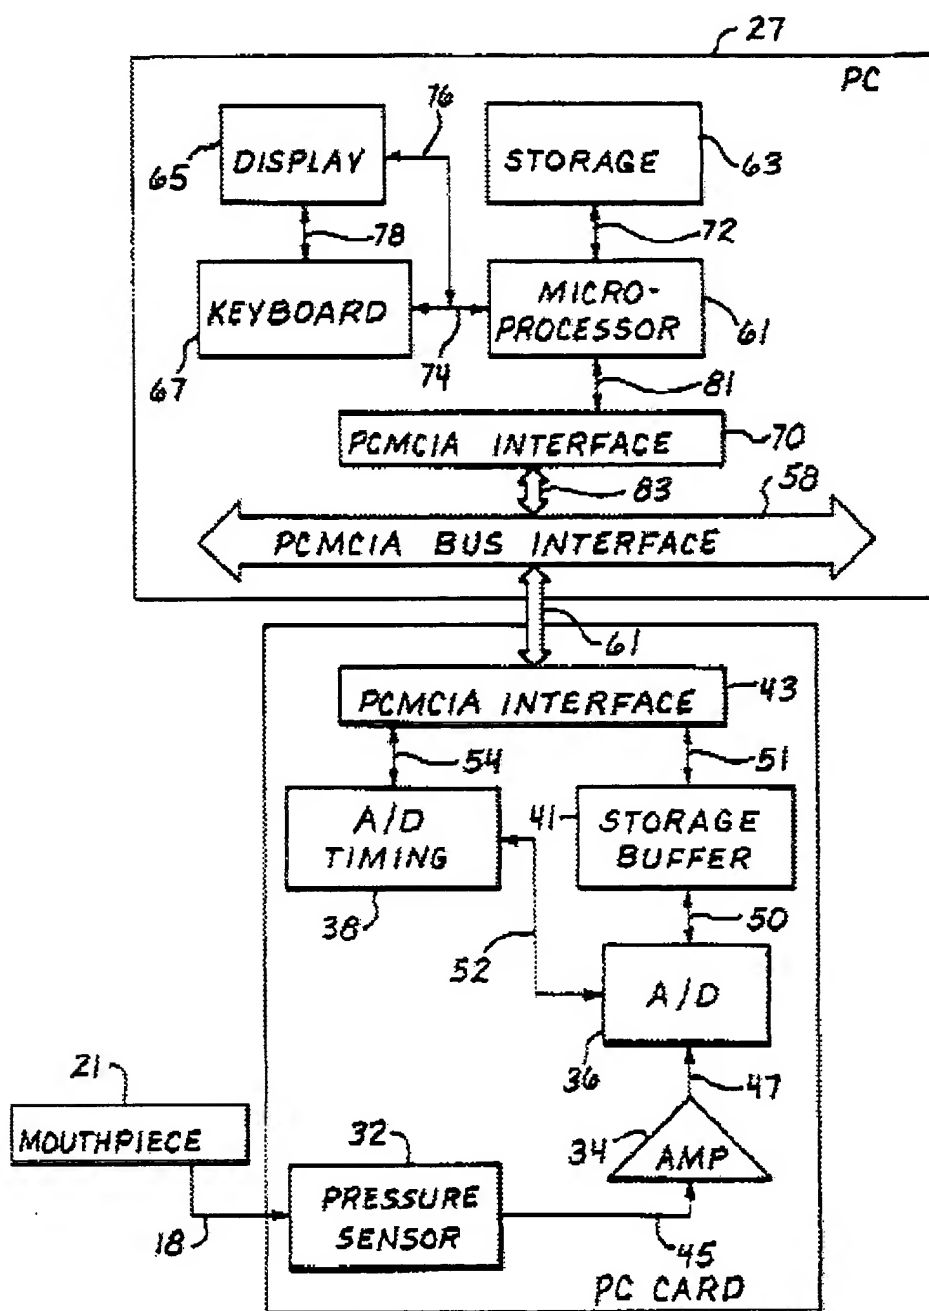 27
PC
76
DISPLAY
65
STORAGE
63
78
72
KEYBOARD
67
MICRO-
PROCESSOR
61
74
81
PCMCIA INTERFACE
70
83
58
PCMCIA BUS INTERFACE
61
PCMCIA INTERFACE
43
54
51
A/D
TIMING
38
41
STORAGE
BUFFER
50
52
A/D
36
47
21
MOUTHPIECE
32
34
AMP
PRESSURE
SENSOR
18
45
PC CARD